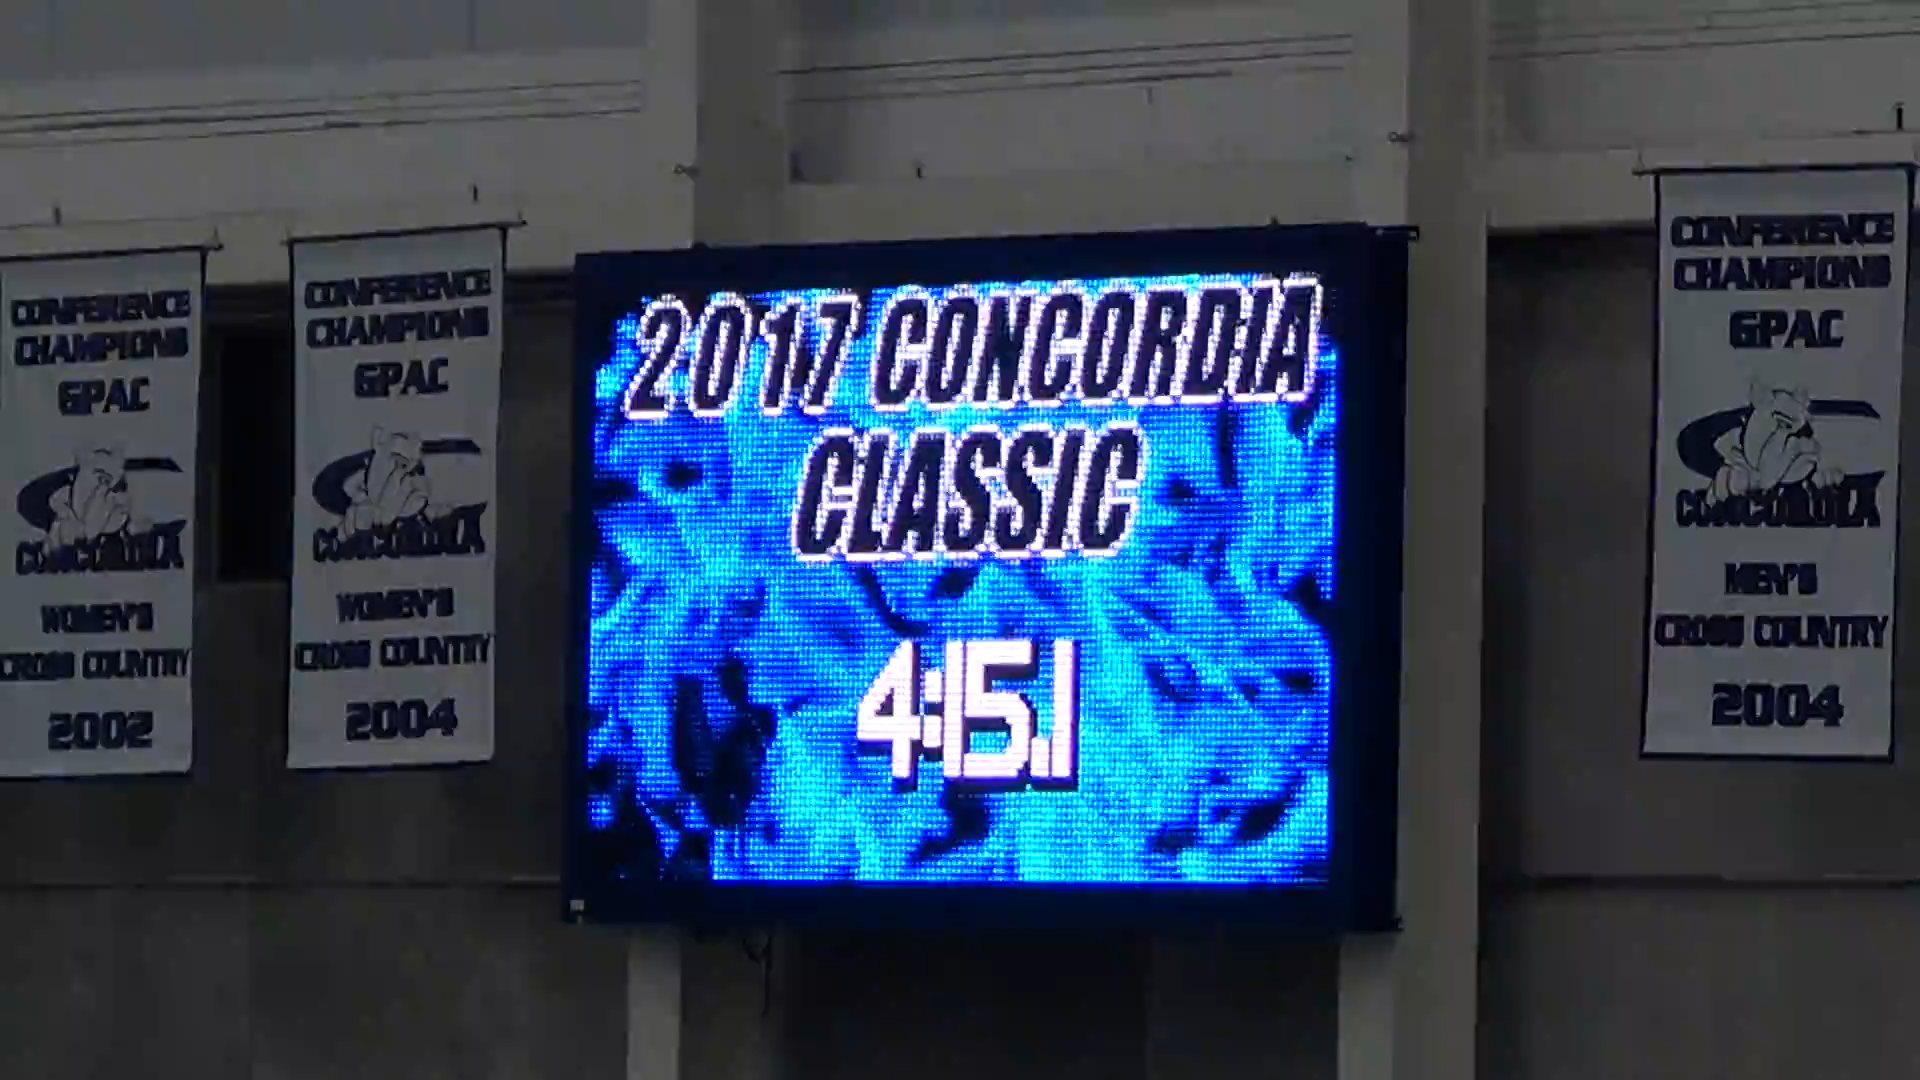 CONFERENCE
CHAMPIONS
GPAC
CONCORDIA
WOMEN'S
CROSS COUNTRY
2002
CONFERENCE
CHAMPIONS
GPAC
CONCORDIA
WOMEN'S
CROSS COUNTRY
2004
2017 CONCORDIA
CLASSIC
4:15.1
CONFERENCE
CHAMPIONS
GPAC
CONCORDIA
MEN'S
CROSS COUNTRY
2004